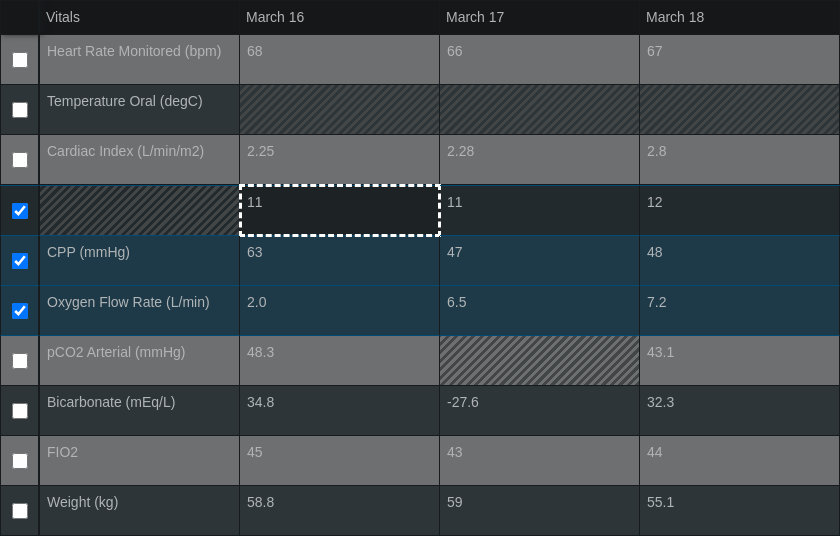 Vitals March 16 March 17 March 18
Heart Rate Monitored (bpm) 68 66 67
Temperature Oral (degC)
Cardiac Index (L/min/m2) 2.25 2.28 2.8
11 11 12
CPP (mmHg) 63 47 48
Oxygen Flow Rate (L/min) 2.0 6.5 7.2
pCO2 Arterial (mmHg) 48.3 43.1
Bicarbonate (mEq/L) 34.8 -27.6 32.3
FIO2 45 43 44
Weight (kg) 58.8 59 55.1